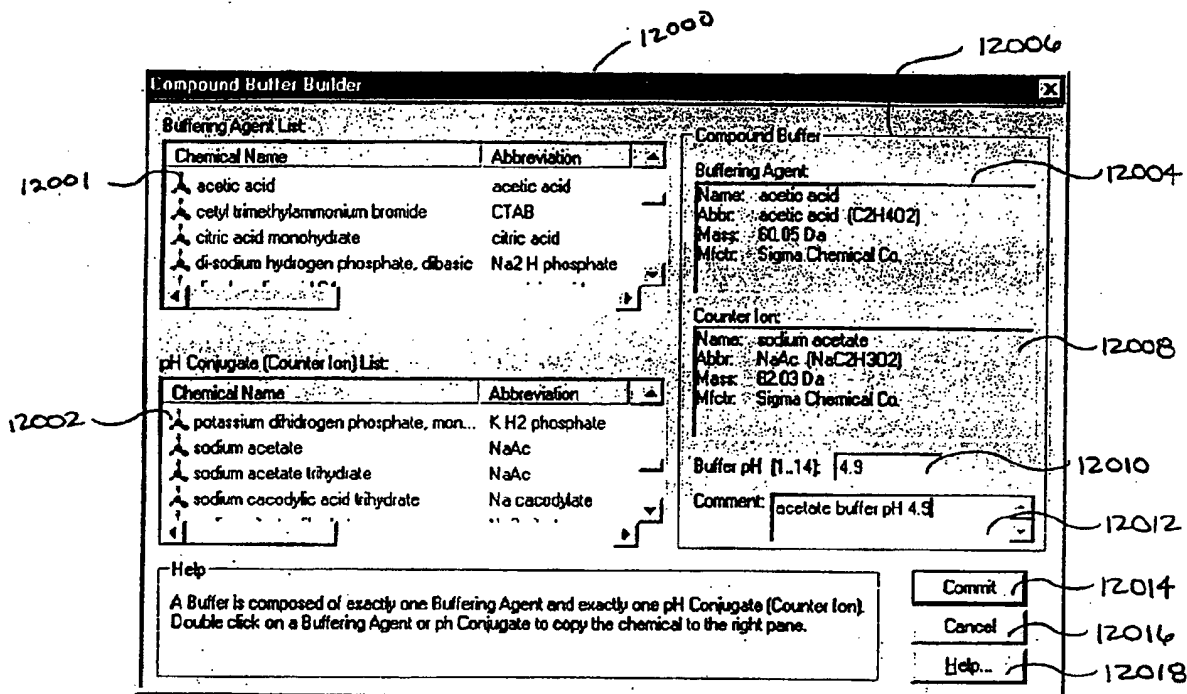 12000
12006
Compound Buffer Builder
Buffering Agent List:
Chemical Name Abbreviation
12001
acetic acid acetic acid
cetyl trimethylammonium bromide CTAB
citric acid monohydrate citric acid
di-sodium hydrogen phosphate, dibasic Na2 H phosphate
pH Conjugate (Counter Ion) List:
Chemical Name Abbreviation
12002
potassium dihidrogen phosphate, mon... K H2 phosphate
sodium acetate NaAc
sodium acetate trihydrate NaAc
sodium cacodylic acid trihydrate Na cacodylate
Compound Buffer
Buffering Agent:
12004
Name: acetic acid
Abbr: acetic acid (C2H4O2)
Mass: 60.05 Da
Mfctr: Sigma Chemical Co.
Counter Ion:
Name: sodium acetate
12008
Abbr: NaAc (NaC2H3O2)
Mass: 82.03 Da
Mfctr: Sigma Chemical Co.
Buffer pH [1..14]: 4.9
12010
Comment: acetate buffer pH 4.9
12012
Help
A Buffer is composed of exactly one Buffering Agent and exactly one pH Conjugate (Counter Ion).
Double click on a Buffering Agent or ph Conjugate to copy the chemical to the right pane.
Commit
12014
Cancel
12016
Help...
12018